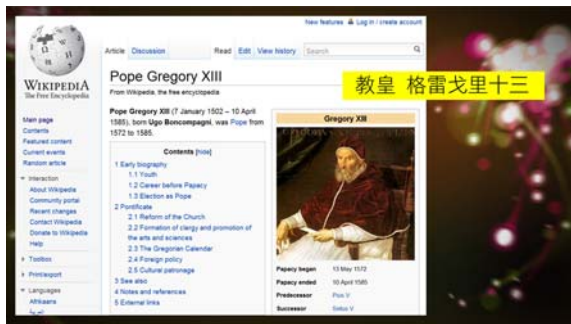 New features Log in / create account
Article Discussion Read Edit View history Search
WIKIPEDIA
The Free Encyclopedia
Main page
Contents
Featured content
Current events
Random article
Interaction
About Wikipedia
Community portal
Recent changes
Contact Wikipedia
Donate to Wikipedia
Help
Toolbox
Print/export
Languages
Afrikaans
العربية
Pope Gregory XIII
From Wikipedia, the free encyclopedia
Pope Gregory XIII (7 January 1502 – 10 April
1585), born Ugo Boncompagni, was Pope from
1572 to 1585.
Contents [hide]
1 Early biography
1.1 Youth
1.2 Career before Papacy
1.3 Election as Pope
2 Pontificate
2.1 Reform of the Church
2.2 Formation of clergy and promotion of
the arts and sciences
2.3 The Gregorian Calendar
2.4 Foreign policy
2.5 Cultural patronage
3 See also
4 Notes and references
5 External links
教皇 格雷戈里十三
Gregory XIII
Papacy began 13 May 1572
Papacy ended 10 April 1585
Predecessor Pius V
Successor Sixtus V